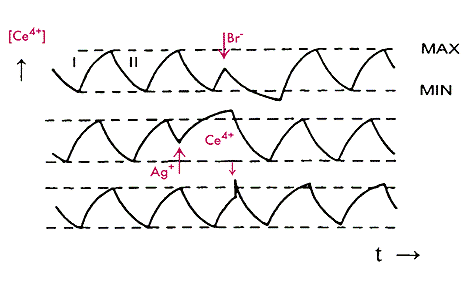 [Ce⁴⁺]
Br⁻
I II
MAX
MIN
Ce⁴⁺
Ag⁺
t →